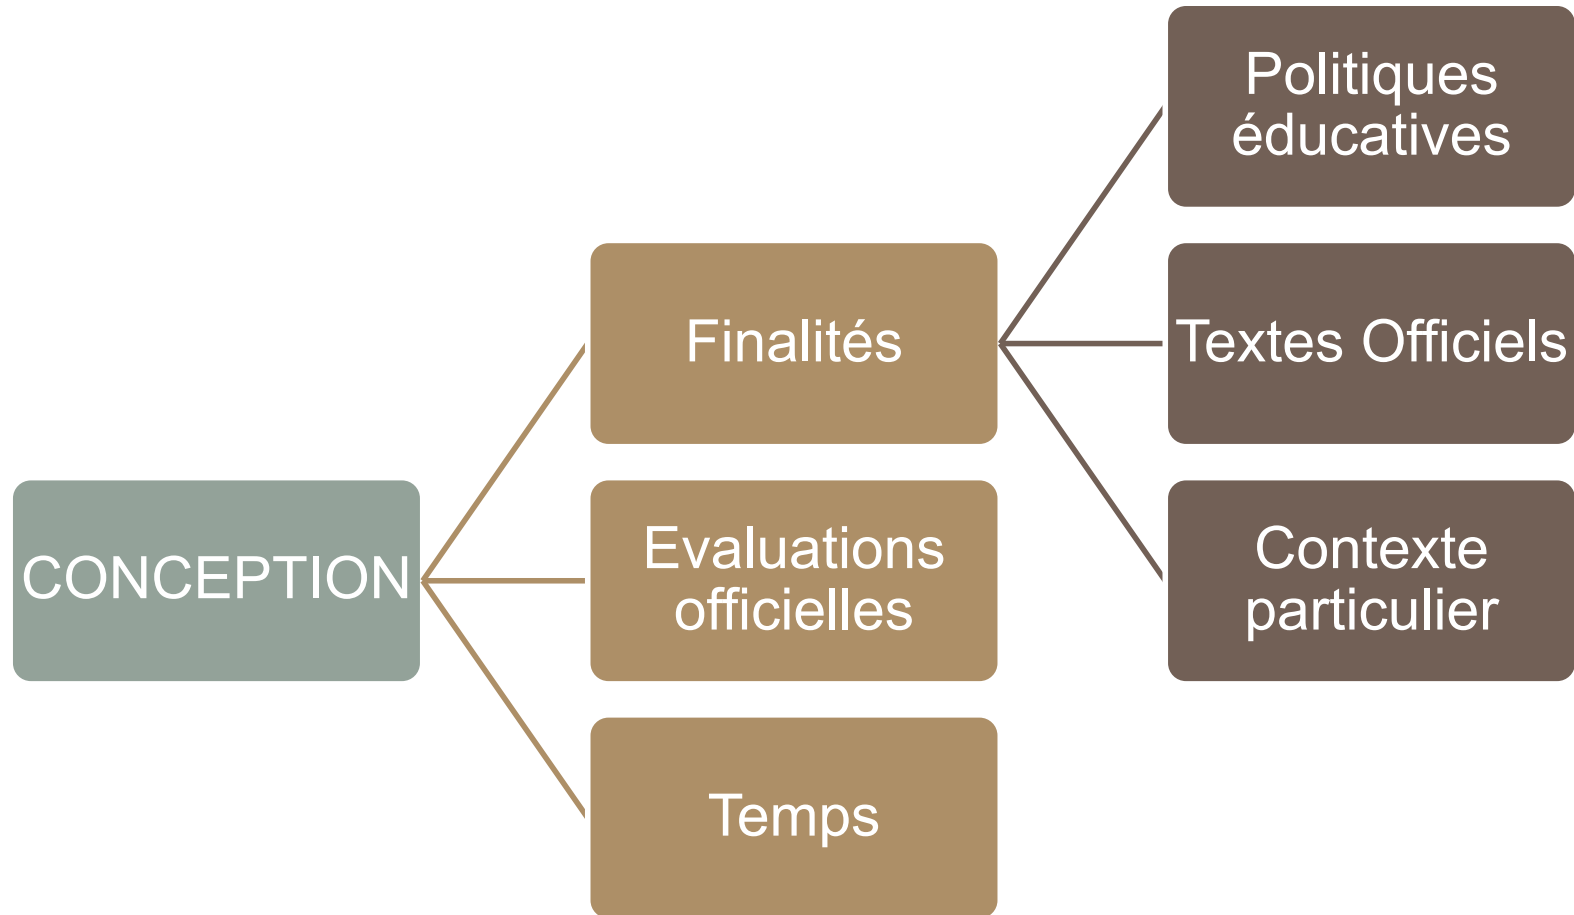 CONCEPTION
Finalités
Evaluations
officielles
Temps
Politiques
éducatives
Textes Officiels
Contexte
particulier